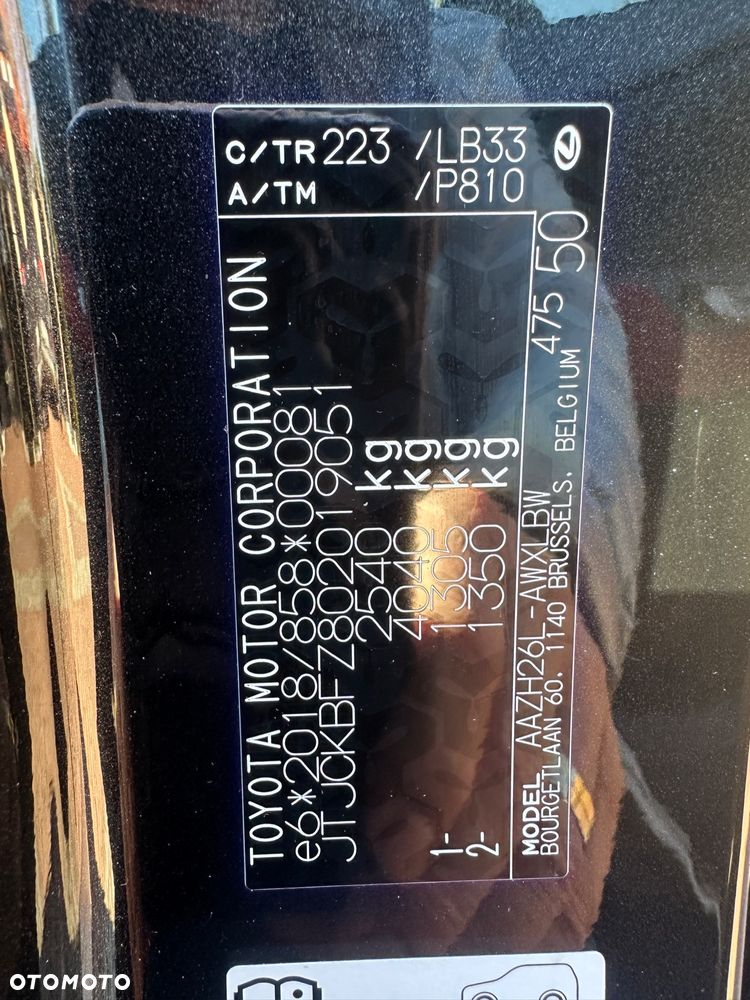 C/TR 223 /LB33
A/TM /P810
TOYOTA MOTOR CORPORATION
e6*2018/858*00081
JTJCKBFZ802019051
2540 kg
4040 kg
1- 1305 kg
2- 1350 kg
MODEL AAZH26L-AWXLBW
BOURGETLAAN 60. 1140 BRUSSELS. BELGIUM 475 50
OTOMOTO